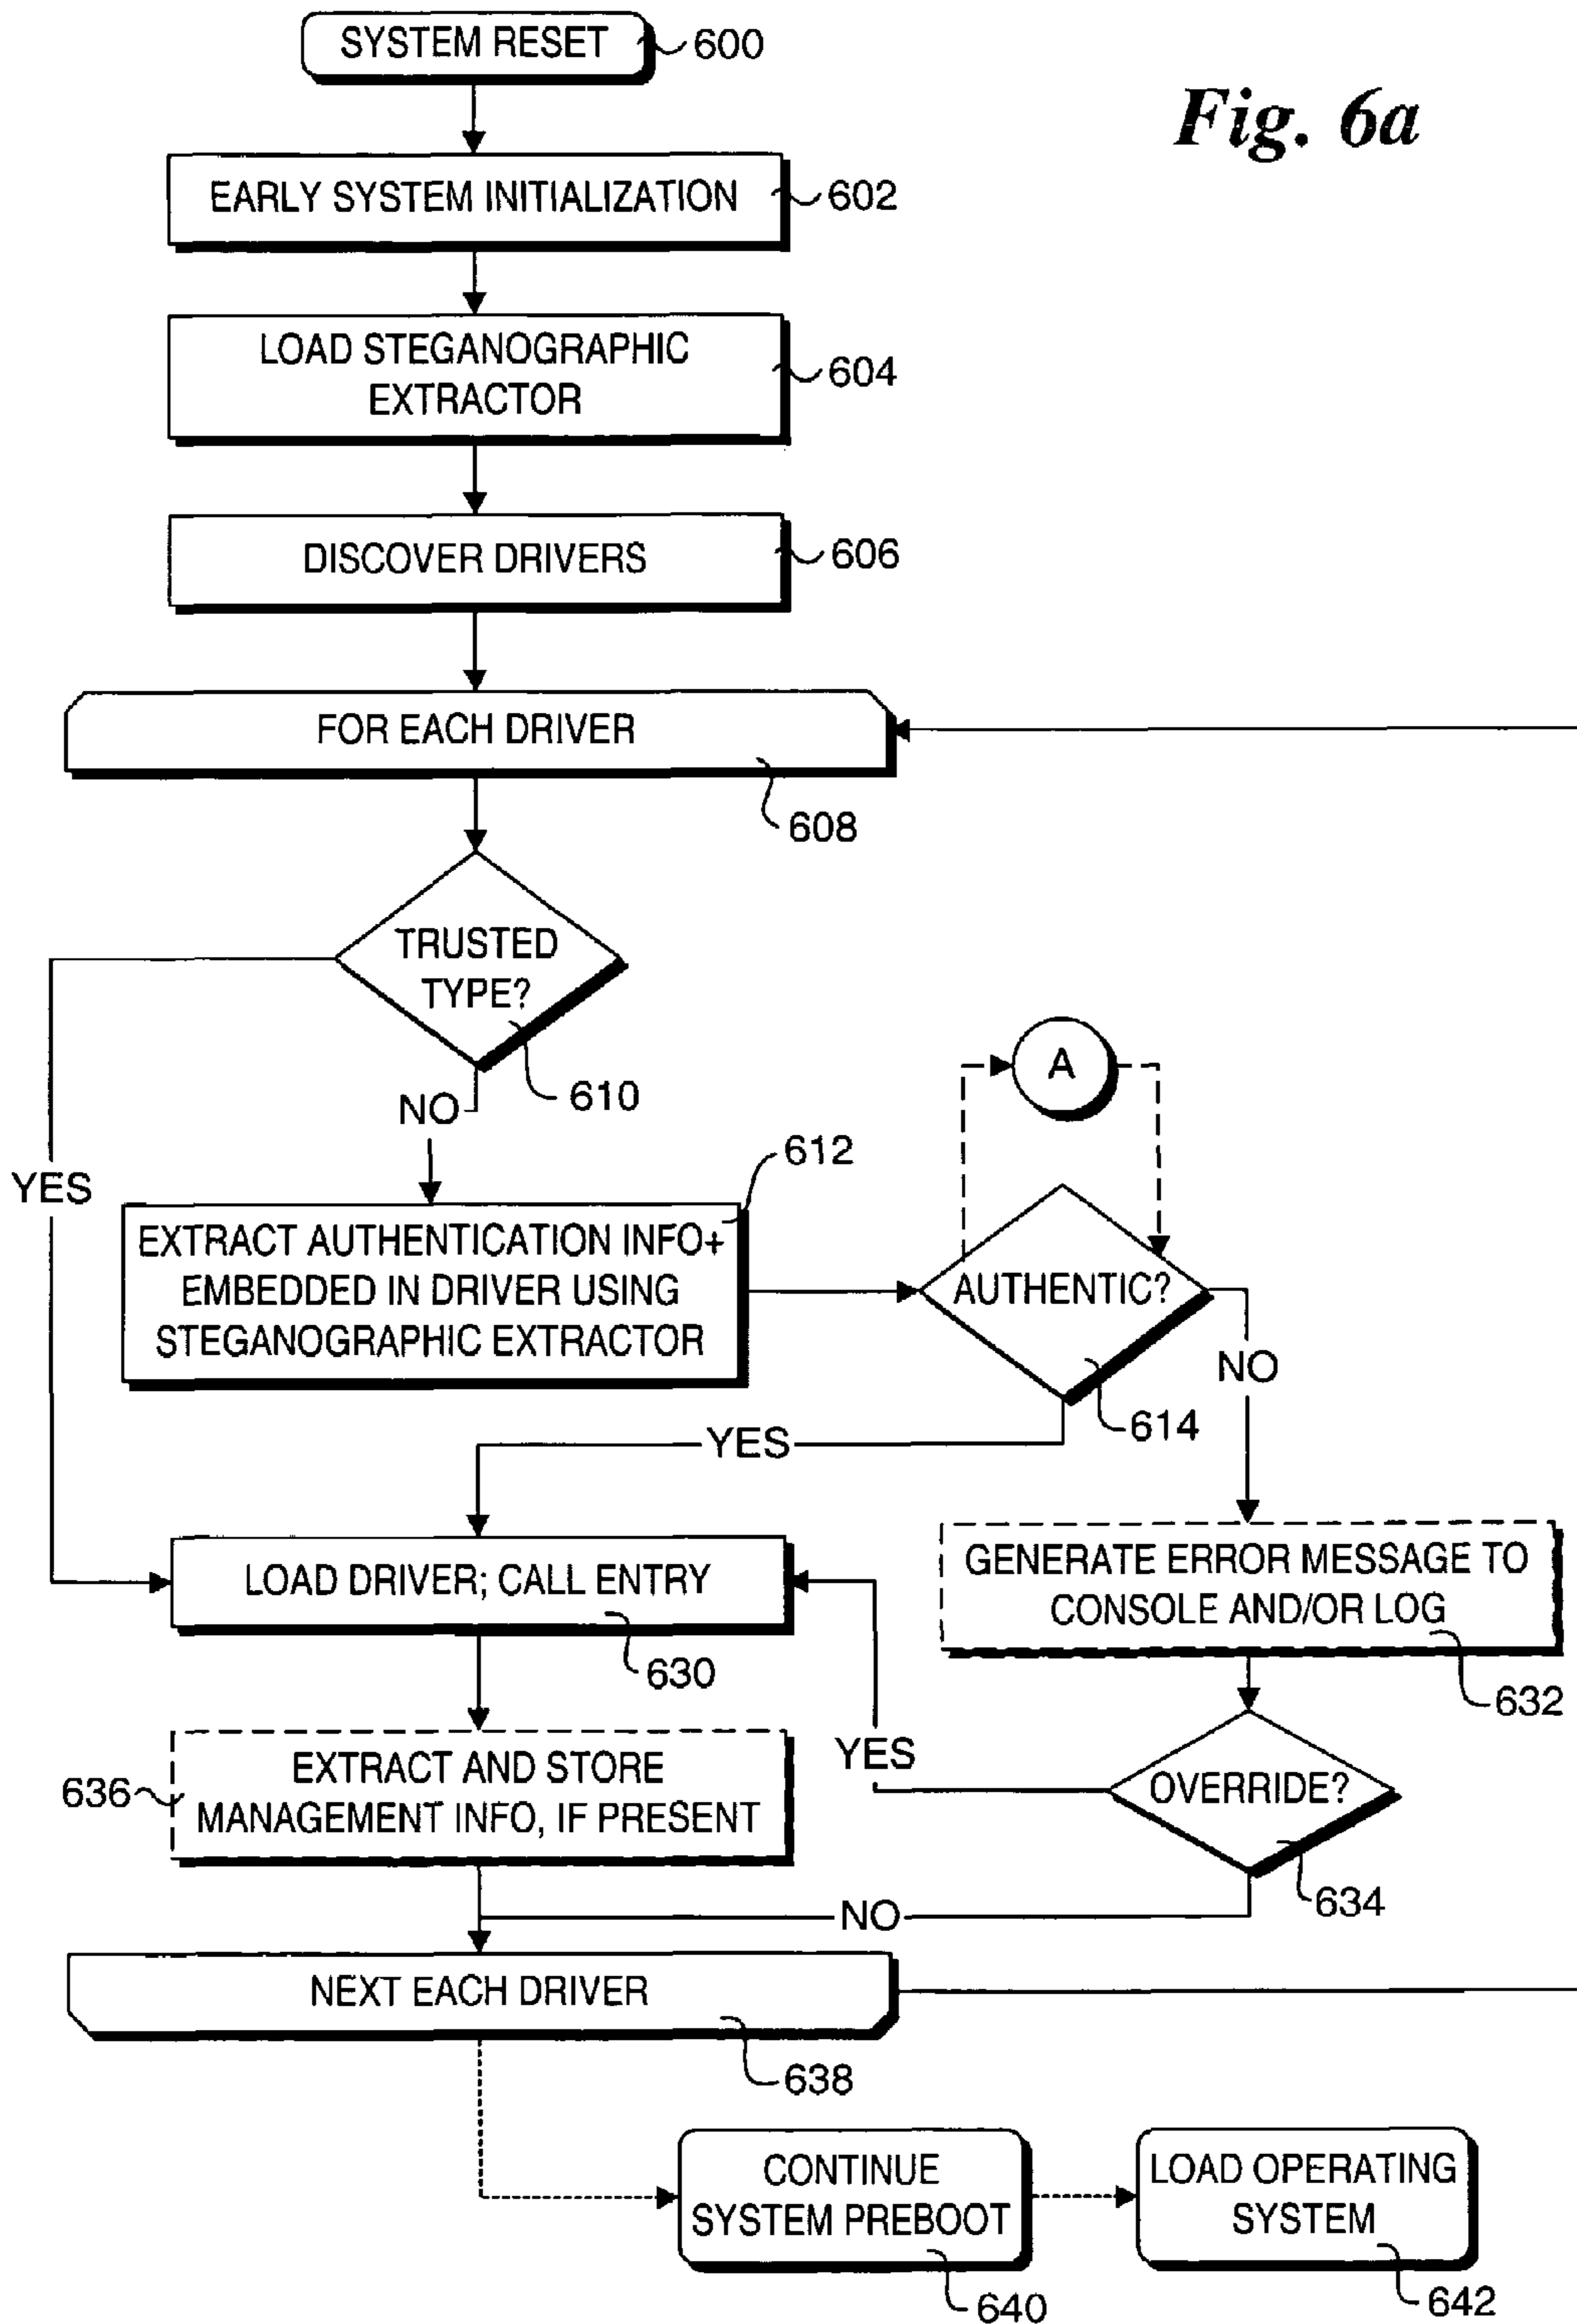 SYSTEM RESET
600
Fig. 6a
EARLY SYSTEM INITIALIZATION
602
LOAD STEGANOGRAPHIC
EXTRACTOR
604
DISCOVER DRIVERS
606
FOR EACH DRIVER
608
TRUSTED
TYPE?
610
NO
YES
A
612
EXTRACT AUTHENTICATION INFO+
EMBEDDED IN DRIVER USING
STEGANOGRAPHIC EXTRACTOR
AUTHENTIC?
614
NO
YES
LOAD DRIVER; CALL ENTRY
630
GENERATE ERROR MESSAGE TO
CONSOLE AND/OR LOG
632
EXTRACT AND STORE
MANAGEMENT INFO, IF PRESENT
636
YES
OVERRIDE?
634
NO
NEXT EACH DRIVER
638
CONTINUE
SYSTEM PREBOOT
640
LOAD OPERATING
SYSTEM
642